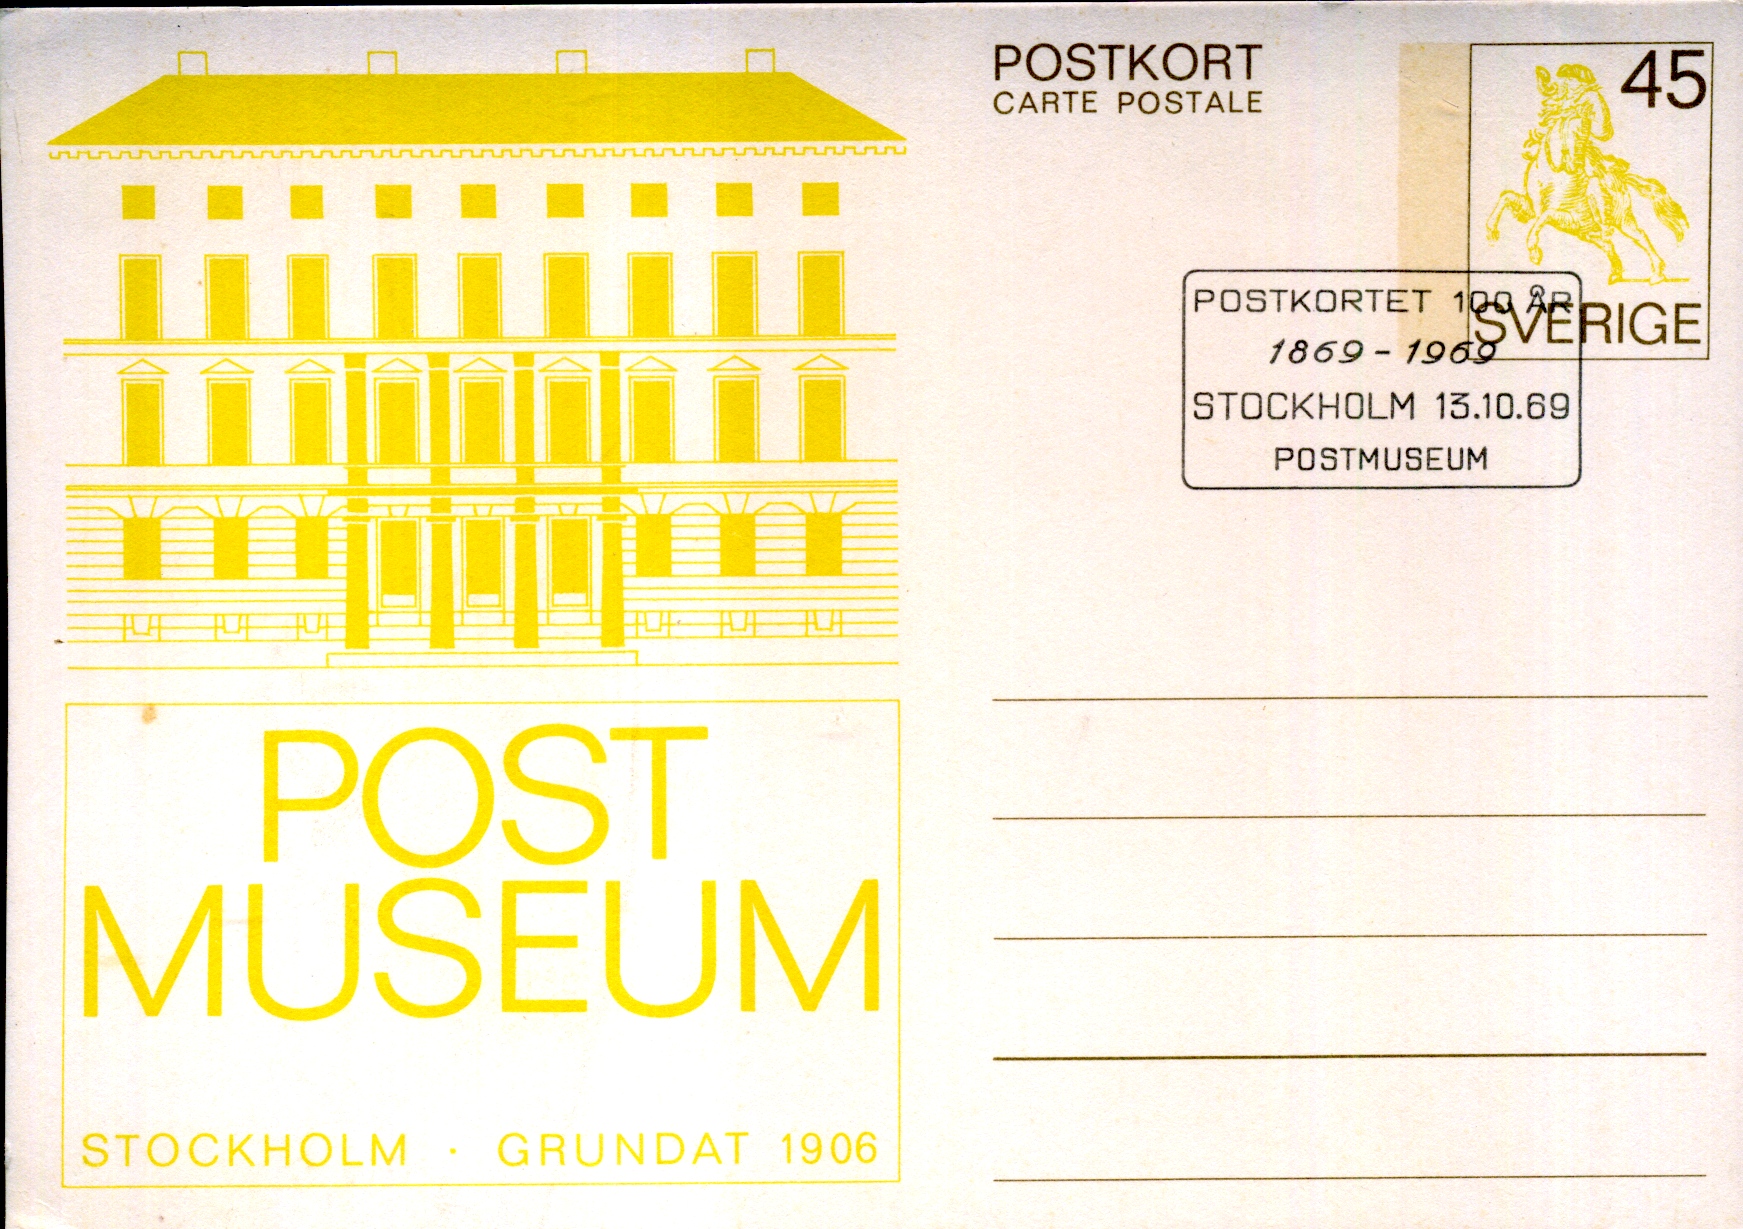 POSTKORT
CARTE POSTALE
45
SVERIGE
POSTKORTET 100 ÅR
1869 - 1969
STOCKHOLM 13.10.69
POSTMUSEUM
POST
MUSEUM
STOCKHOLM · GRUNDAT 1906